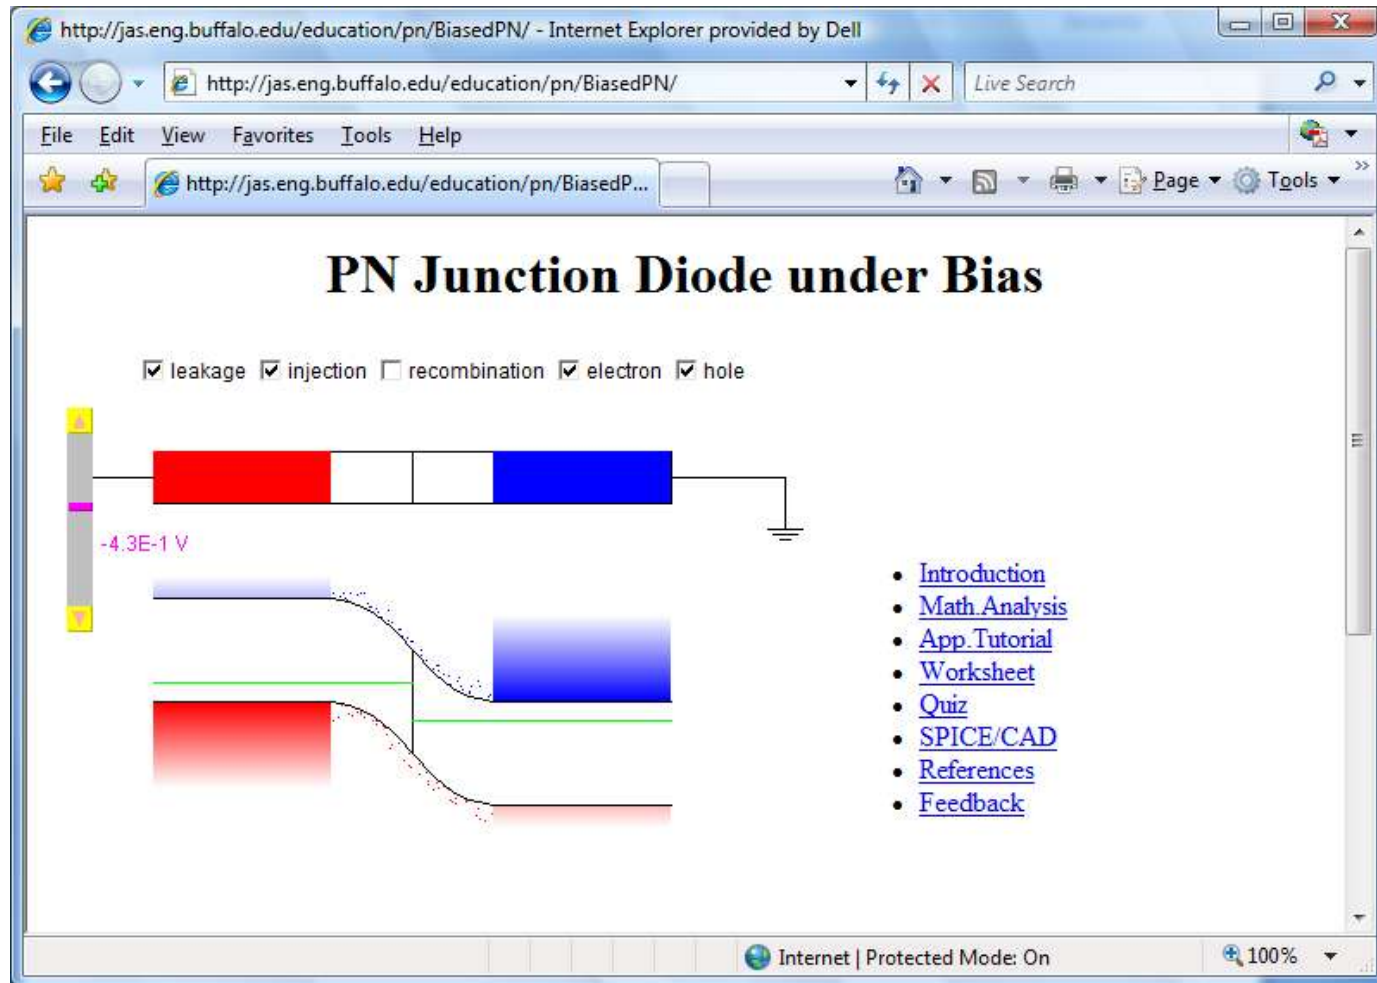 http://jas.eng.buffalo.edu/education/pn/BiasedPN/ - Internet Explorer provided by Dell
http://jas.eng.buffalo.edu/education/pn/BiasedPN/ Live Search
File Edit View Favorites Tools Help
http://jas.eng.buffalo.edu/education/pn/BiasedP... Page Tools »
PN Junction Diode under Bias
leakage injection recombination electron hole
-4.3E-1 V
Introduction
Math.Analysis
App.Tutorial
Worksheet
Quiz
SPICE/CAD
References
Feedback
Internet | Protected Mode: On 100%